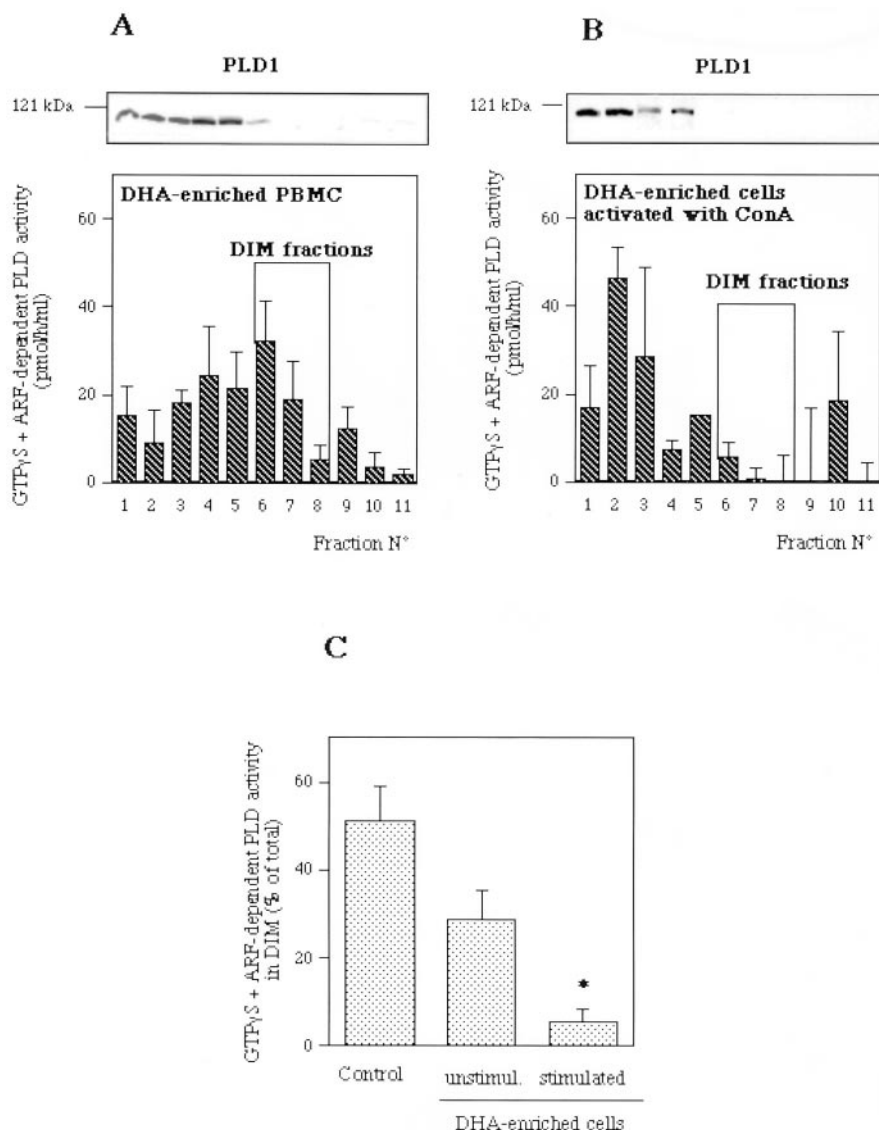 A
PLD1
121 kDa
DHA-enriched PBMC
DIM fractions
GTPγS + ARF-dependent PLD activity
(pmol/h/ml)
60
40
20
0
1 2 3 4 5 6 7 8 9 10 11
Fraction N°
B
PLD1
121 kDa
DHA-enriched cells
activated with ConA
DIM fractions
GTPγS + ARF-dependent PLD activity
(pmol/h/ml)
60
40
20
0
1 2 3 4 5 6 7 8 9 10 11
Fraction N°
C
GTPγS + ARF-dependent PLD activity
in DIM (% of total)
60
40
20
0
*
Control unstimul. stimulated
DHA-enriched cells